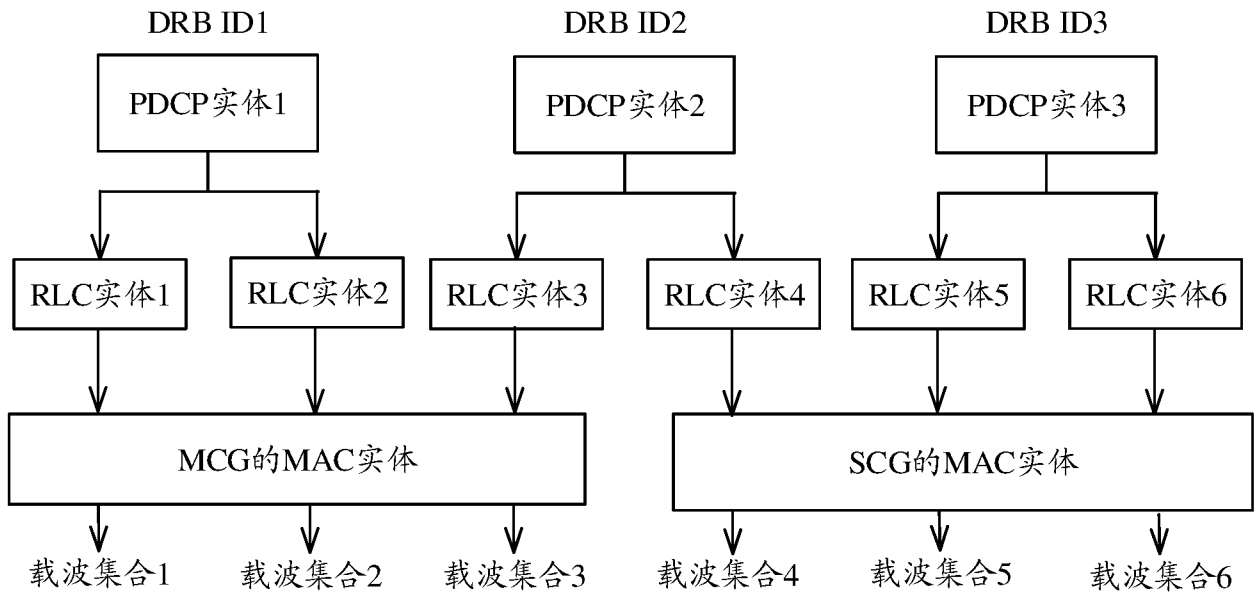 DRB ID1 DRB ID2 DRB ID3
PDCP实体1 PDCP实体2 PDCP实体3
RLC实体1 RLC实体2 RLC实体3 RLC实体4 RLC实体5 RLC实体6
MCG的MAC实体 SCG的MAC实体
载波集合1 载波集合2 载波集合3 载波集合4 载波集合5 载波集合6